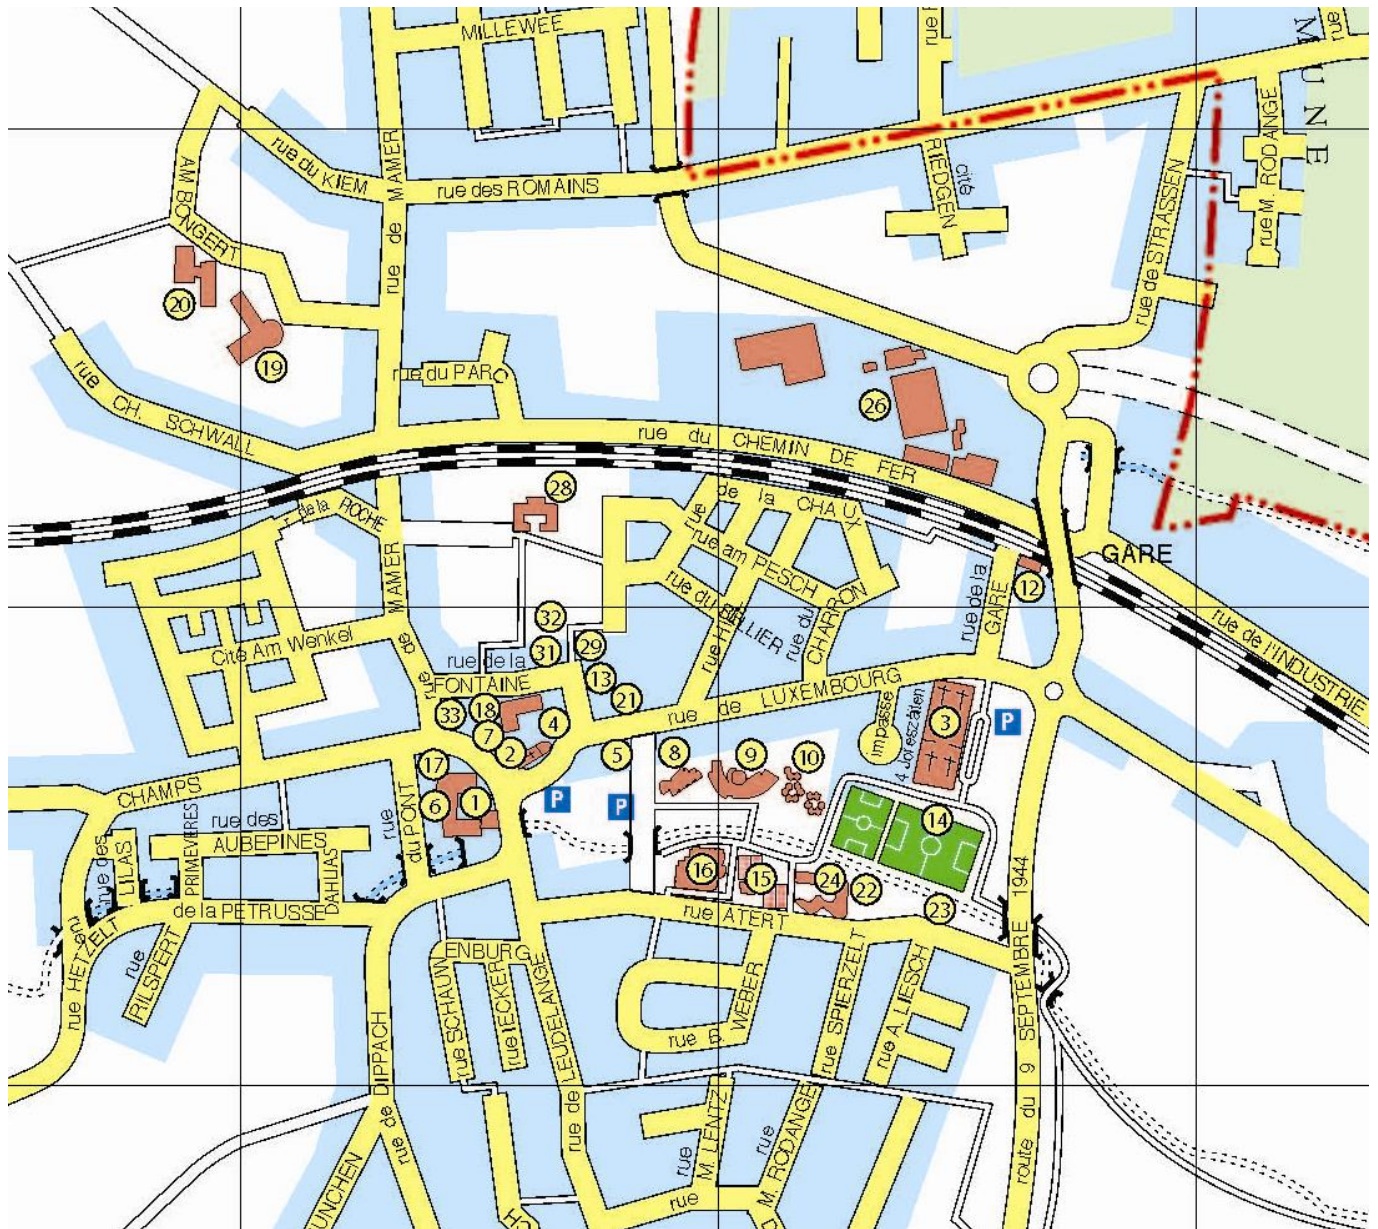 MILLEWEE
rue
MUNE
rue M. RODANGE
rue du KIEM
rue de MAMER
rue des ROMAINS
cité
RIEDGEN
AM BONGERT
rue de STRASSEN
20
19
rue du PARC
26
rue CH. SCHWALL
rue du CHEMIN DE FER
28
r. de la ROCHE
de la CHAUX
rue
rue am PESCH
GARE
12
rue de la GARE
rue du CHARRON
rue de l'INDUSTRIE
MAMER
de
rue
Cité Am Wenkel
32
31
29
13
21
rue de la
FONTAINE
rue de LUXEMBOURG
33
18
7
4
2
5
8
9
10
impasse
4 Joreszäiten
3
P
17
6
1
P
P
14
CHAMPS
rue
du PONT
rue des
AUBEPINES
PRIMEVERES
rue des
LILAS
DAHLIAS
de la PETRUSSE
16
15
24
22
23
rue ATERT
rue HETZELT
rue
RILSPERT
ENBURG
rue SCHAUW
rue IECKER
rue de LEUDELANGE
rue B. WEBER
rue SPIERZELT
rue A. LIESCH
route du 9 SEPTEMBRE 1944
rue de DIPPACH
rue
M. LENTZ
rue
M. RODANGE
rue
UNCHEN
CH